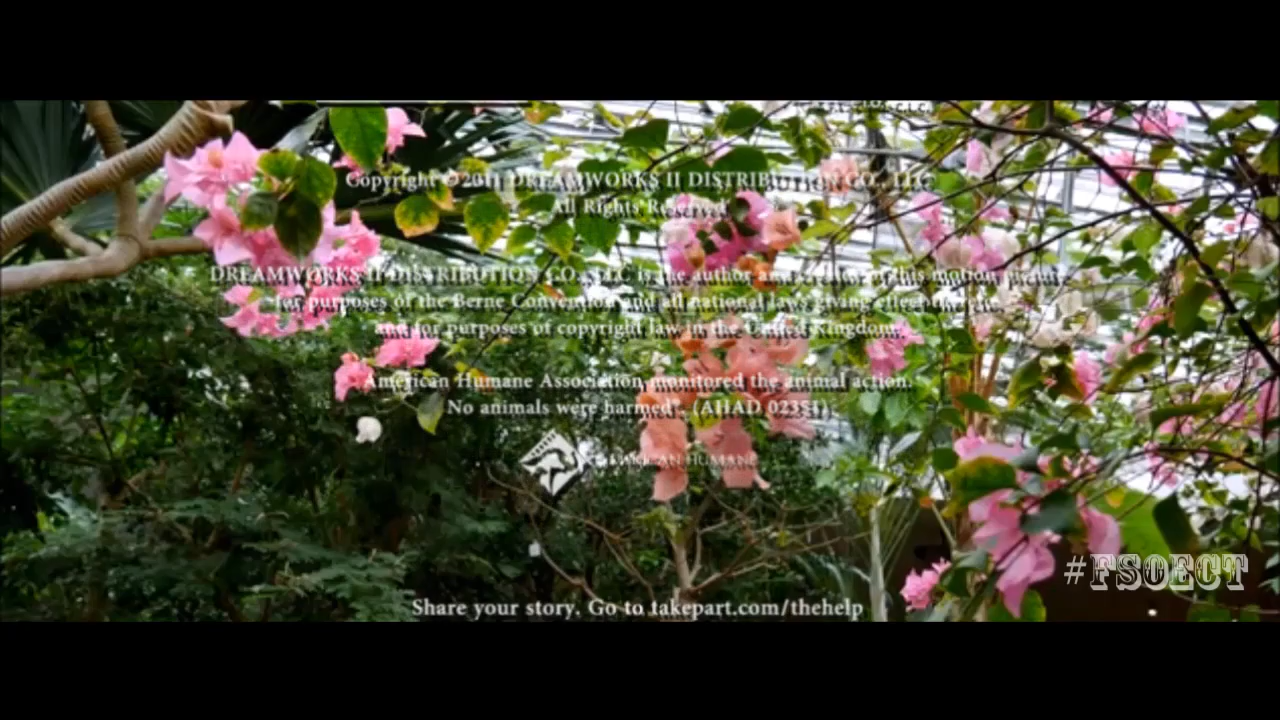 Copyright ©2011 DREAMWORKS II DISTRIBUTION CO., LLC
All Rights Reserved
DREAMWORKS II DISTRIBUTION CO., LLC is the author and creator of this motion picture
for purposes of the Berne Convention and all national laws giving effect thereto,
and for purposes of copyright law in the United Kingdom.
American Humane Association monitored the animal action.
No animals were harmed®. (AHAD 02351)
AMERICAN HUMANE
#FSOECT
Share your story. Go to takepart.com/thehelp